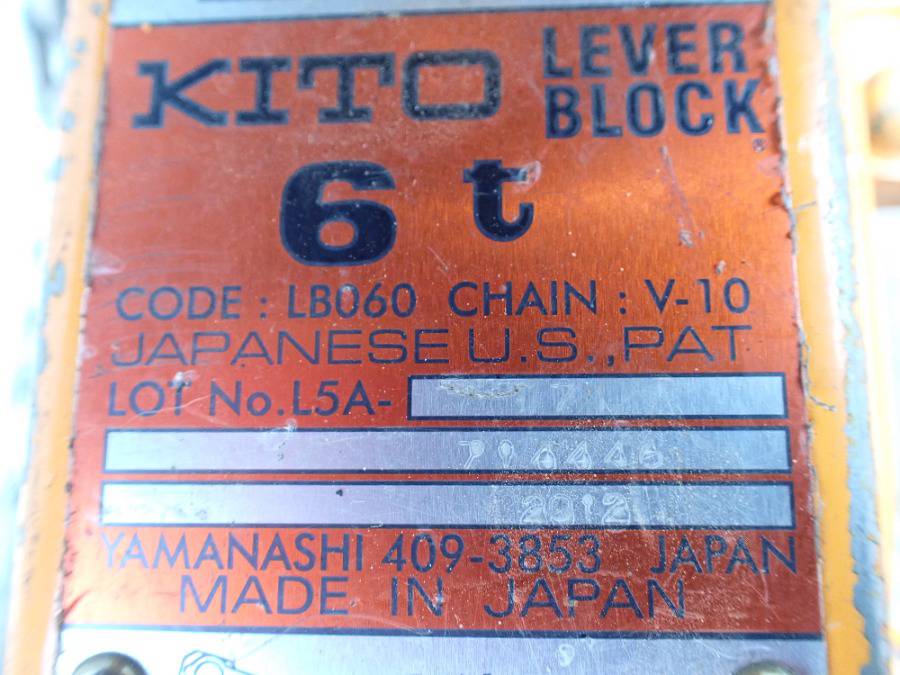 KITO LEVER BLOCK
6 t
CODE : LB060 CHAIN : V-10
JAPANESE U.S.,PAT
LOT No.L5A-
YAMANASHI 409-3853 JAPAN
MADE IN JAPAN